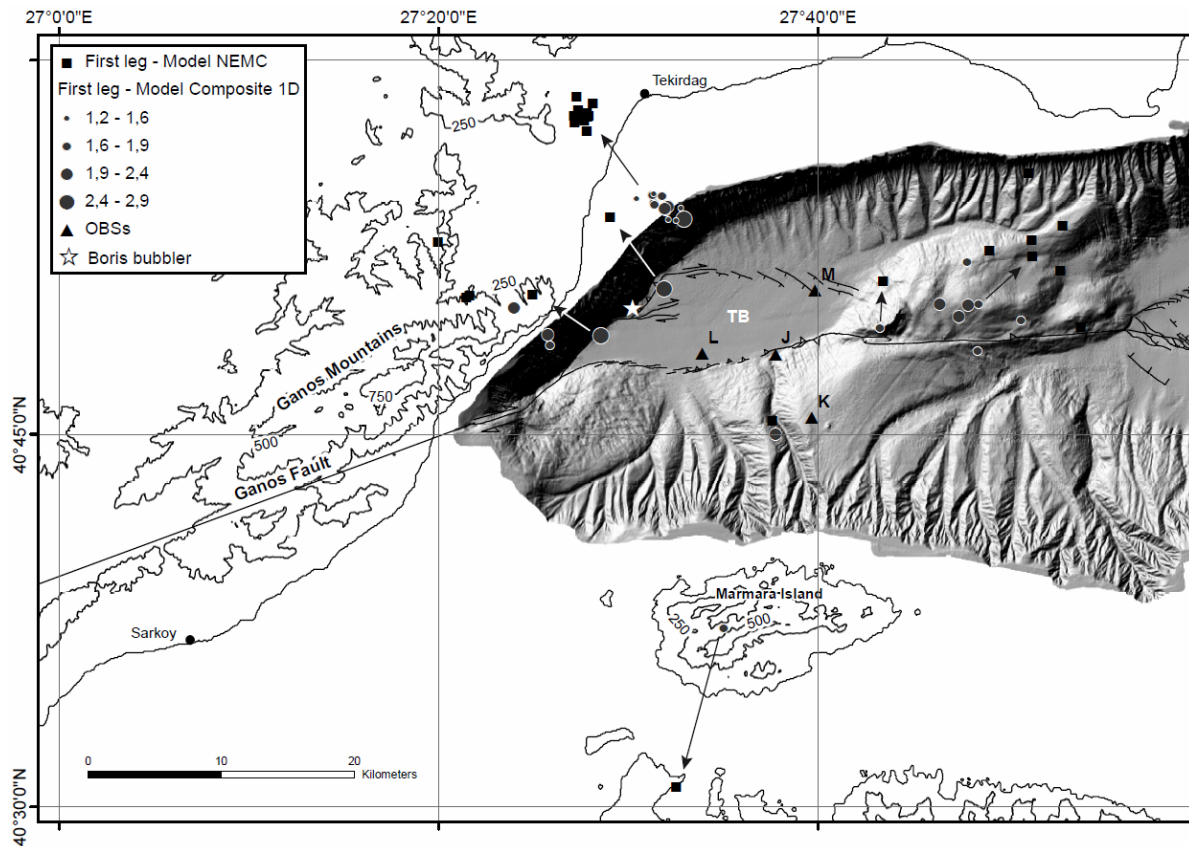 27°0'0"E
27°20'0"E
27°40'0"E
First leg - Model NEMC
First leg - Model Composite 1D
1,2 - 1,6
1,6 - 1,9
1,9 - 2,4
2,4 - 2,9
OBSs
Boris bubbler
Tekirdag
250
250
M
TB
L
J
K
Ganos Mountains
750
500
Ganos Fault
40°45'0"N
Marmara Island
250
500
Sarkoy
0
10
20
Kilometers
40°30'0"N